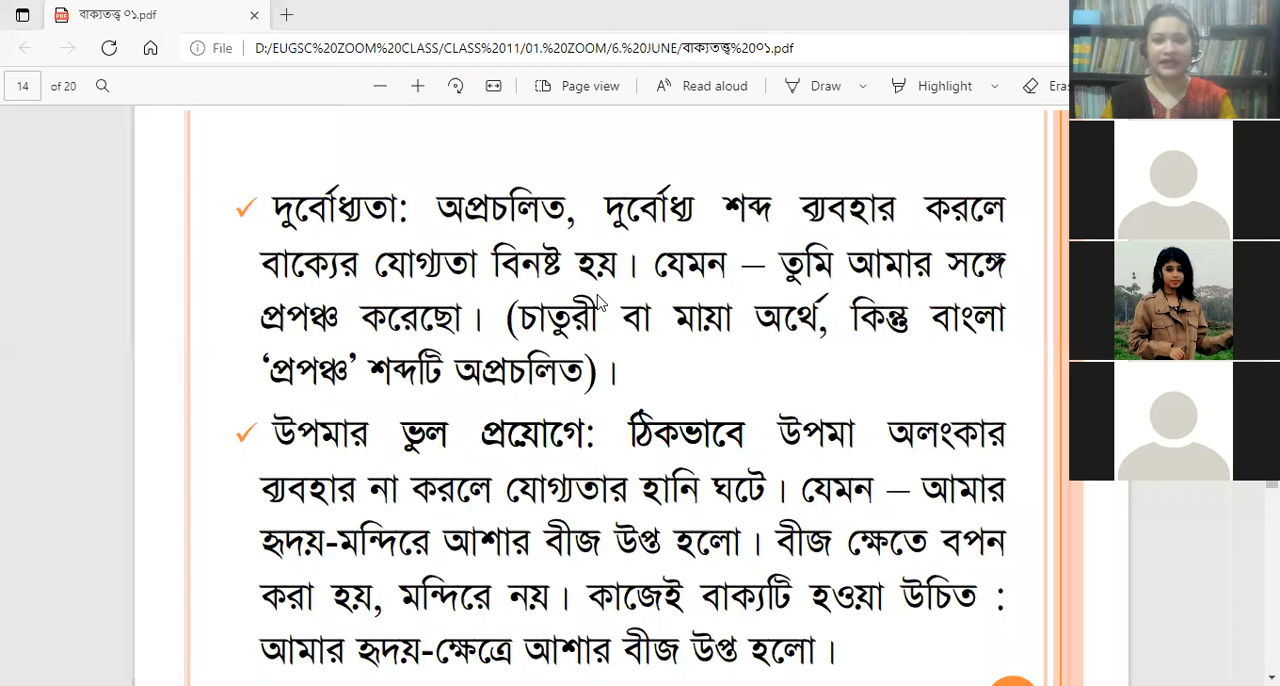 বাক্যতত্ত্ব ০১.pdf
File D:/EUGSC%20ZOOM%20CLASS/CLASS%2011/01.%20ZOOM/6.%20JUNE/বাক্যতত্ত্ব%20০১.pdf
14 of 20 Page view Read aloud Draw Highlight Eras
দুর্বোধ্যতা: অপ্রচলিত, দুর্বোধ্য শব্দ ব্যবহার করলে
বাক্যের যোগ্যতা বিনষ্ট হয়। যেমন – তুমি আমার সঙ্গে
প্রপঞ্চ করেছো। (চাতুরী বা মায়া অর্থে, কিন্তু বাংলা
‘প্রপঞ্চ’ শব্দটি অপ্রচলিত)।
উপমার ভুল প্রযোগে: ঠিকভাবে উপমা অলংকার
ব্যবহার না করলে যোগ্যতার হানি ঘটে। যেমন – আমার
হৃদয়-মন্দিরে আশার বীজ উপ্ত হলো। বীজ ক্ষেতে বপন
করা হয়, মন্দিরে নয়। কাজেই বাক্যটি হওয়া উচিত :
আমার হৃদয়-ক্ষেত্রে আশার বীজ উপ্ত হলো।